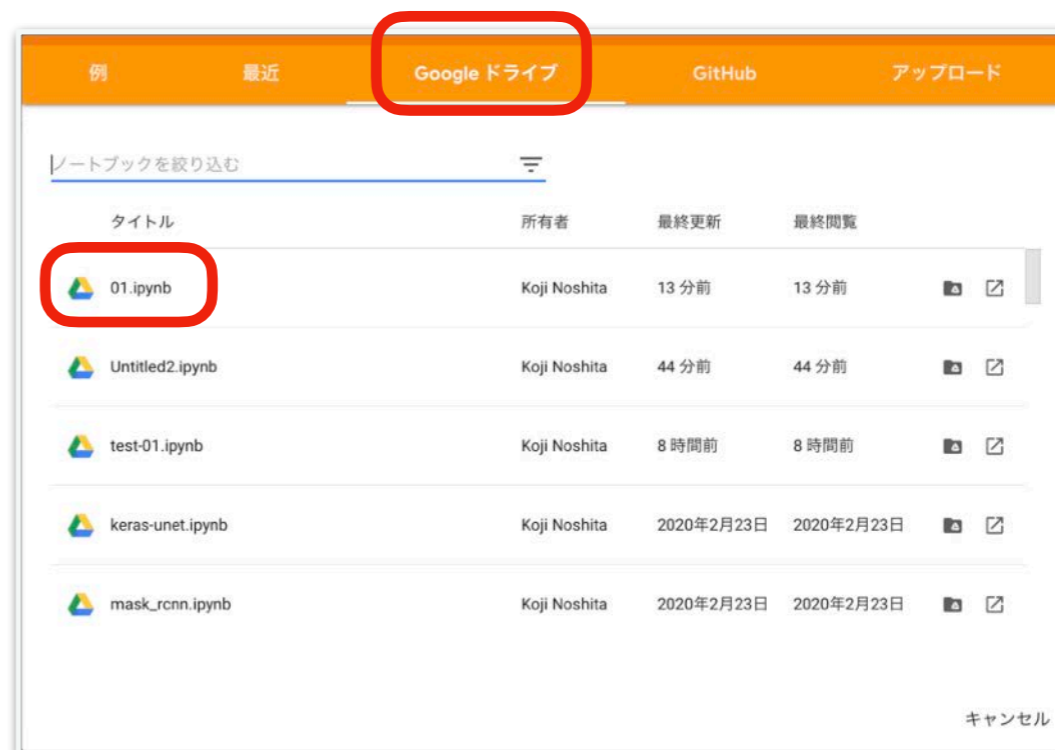 例 最近 Google ドライブ GitHub アップロード
ノートブックを絞り込む
タイトル 所有者 最終更新 最終閲覧
01.ipynb Koji Noshita 13 分前 13 分前
Untitled2.ipynb Koji Noshita 44 分前 44 分前
test-01.ipynb Koji Noshita 8 時間前 8 時間前
keras-unet.ipynb Koji Noshita 2020年2月23日 2020年2月23日
mask_rcnn.ipynb Koji Noshita 2020年2月23日 2020年2月23日
キャンセル